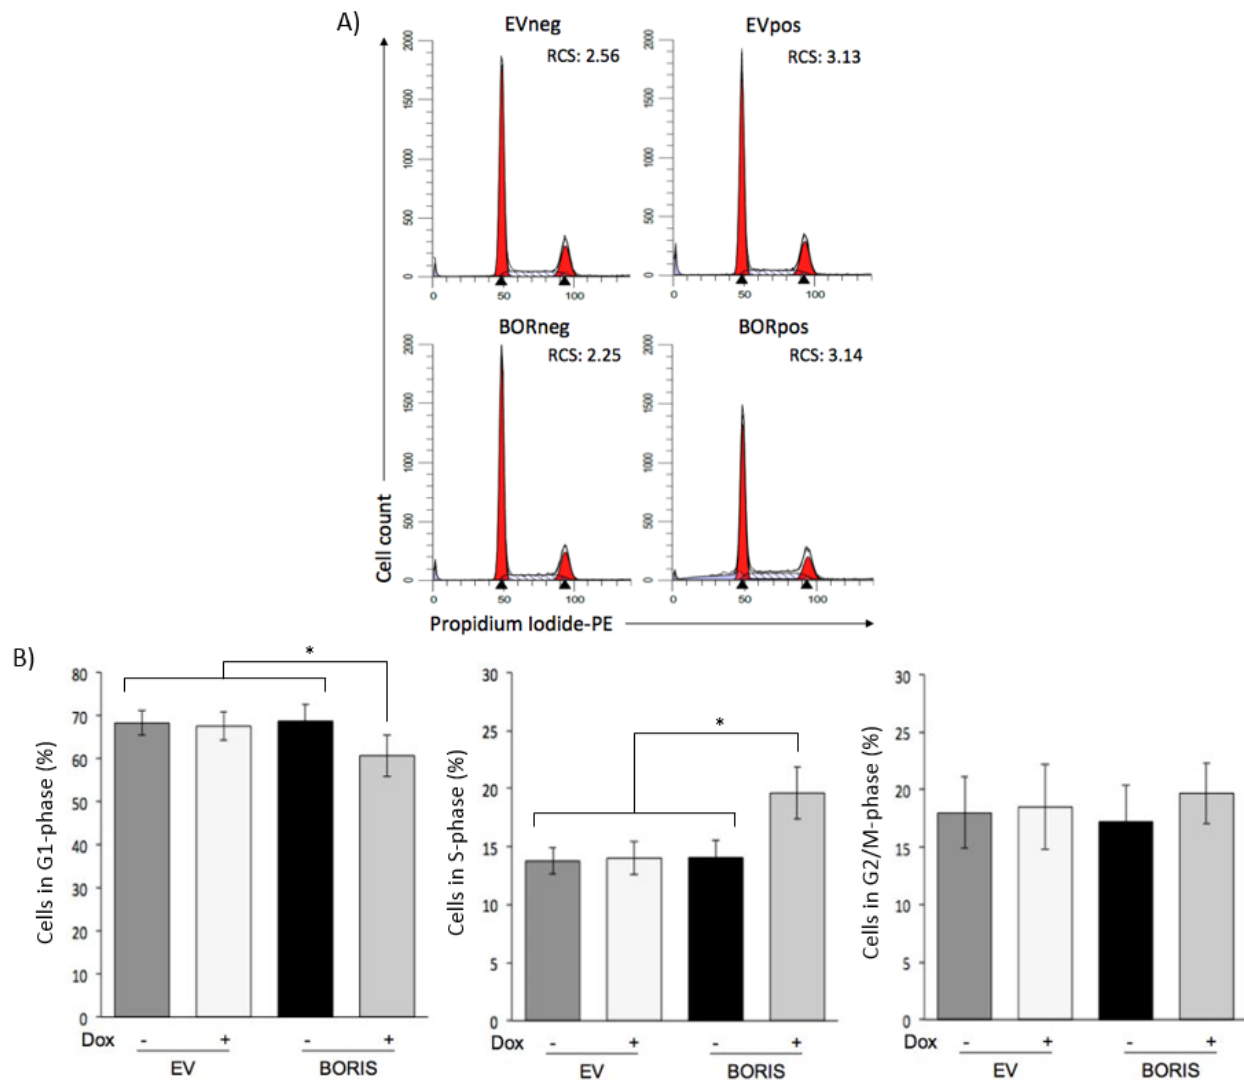 A)
EVneg
RCS: 2.56
2000
1500
1000
500
0
0
50
100
EVpos
RCS: 3.13
2000
1500
1000
500
0
0
50
100
BORneg
RCS: 2.25
2000
1500
1000
500
0
0
50
100
BORpos
RCS: 3.14
2000
1500
1000
500
0
0
50
100
Cell count
Propidium Iodide-PE
B)
Cells in G1-phase (%)
80
70
60
50
40
30
20
10
0
*
Dox - + - +
EV BORIS
Cells in S-phase (%)
30
25
20
15
10
5
0
*
Dox - + - +
EV BORIS
Cells in G2/M-phase (%)
30
25
20
15
10
5
0
Dox - + - +
EV BORIS